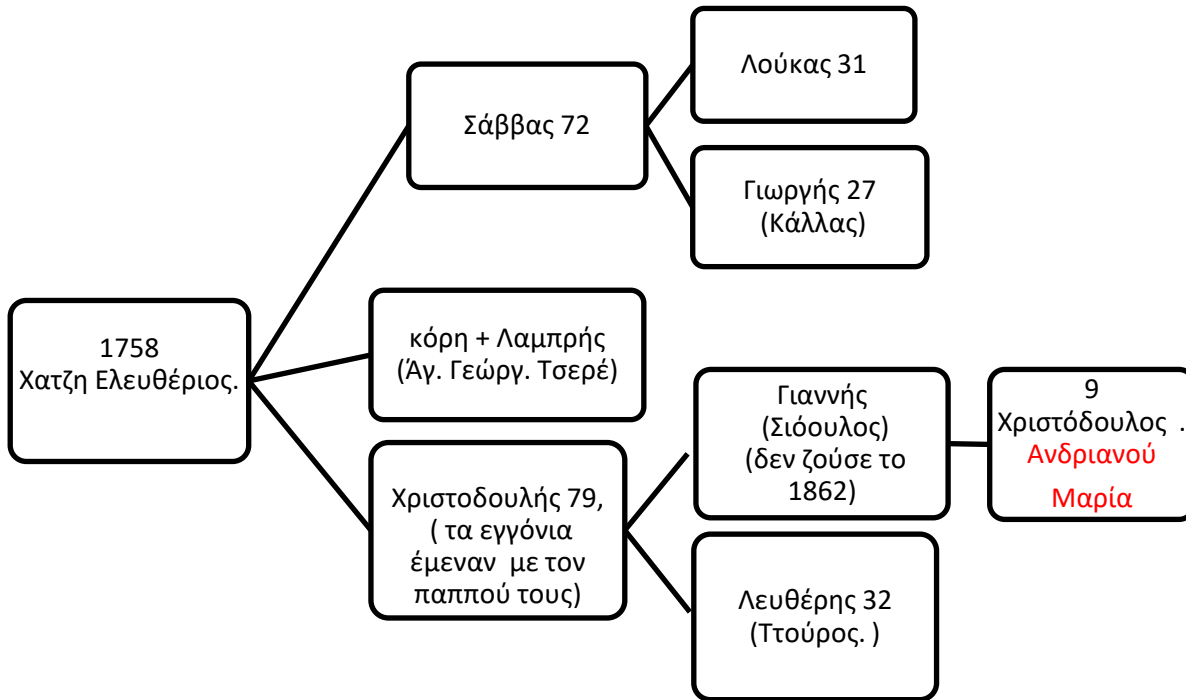 Λούκας 31
Σάββας 72
Γιωργής 27
(Κάλλας)
1758
Χατζη Ελευθέριος.
κόρη + Λαμπρής
(Άγ. Γεώργ. Τσερέ)
Χριστοδουλής 79,
( τα εγγόνια
έμεναν με τον
παππού τους)
Γιαννής
(Σιόουλος)
(δεν ζούσε το
1862)
9
Χριστόδουλος .
Ανδριανού
Μαρία
Λευθέρης 32
(Ττούρος. )